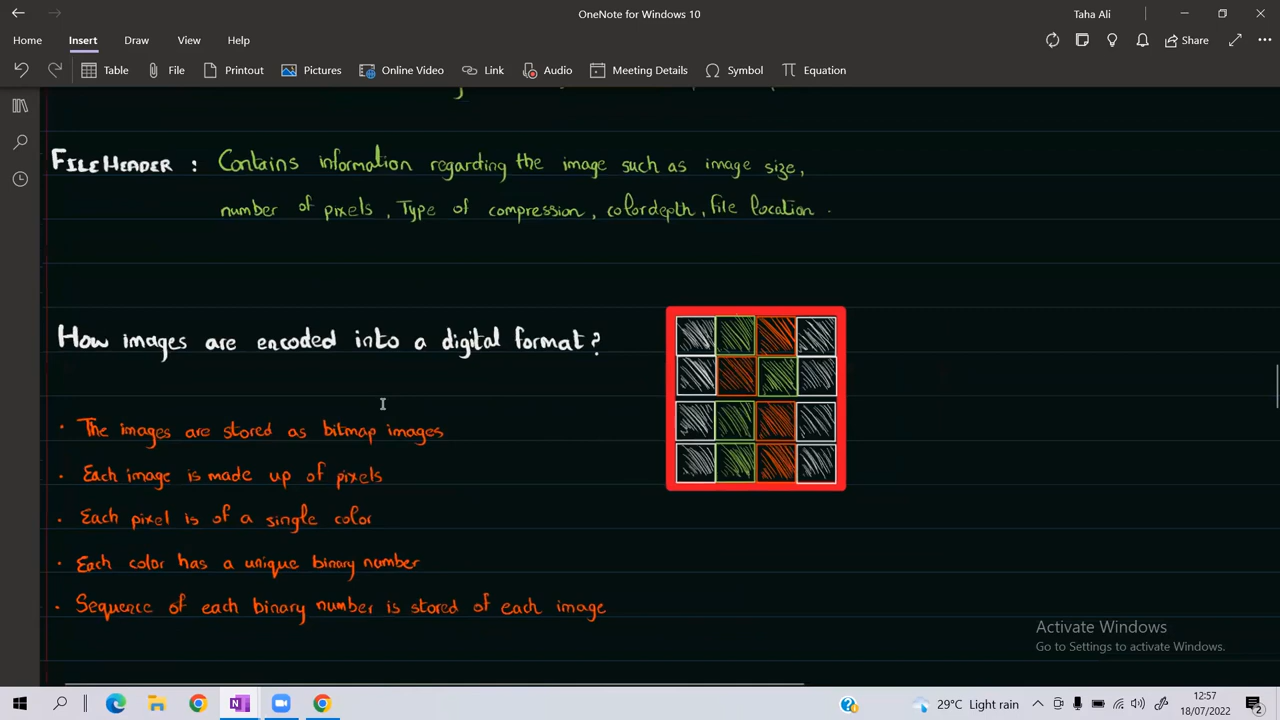 OneNote for Windows 10
Taha Ali
Home Insert Draw View Help
Share
Table File Printout Pictures Online Video Link Audio Meeting Details Symbol Equation
FILE HEADER : Contains information regarding the image such as image size,
number of pixels, Type of compression, colordepth, file location.
How images are encoded into a digital format?
· The images are stored as bitmap images
· Each image is made up of pixels
· Each pixel is of a single color
· Each color has a unique binary number
· Sequence of each binary number is stored of each image
Activate Windows
Go to Settings to activate Windows.
29°C Light rain
12:57
18/07/2022
2